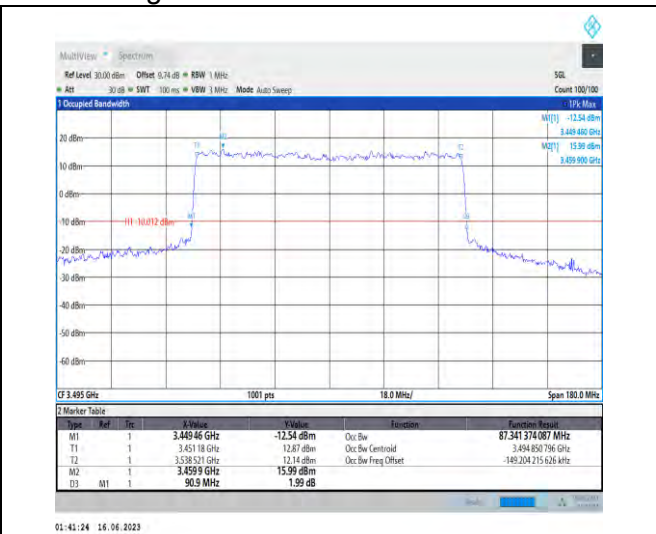 MultiView Spectrum
Ref Level 30.00 dBm Offset 9.74 dB RBW 1 MHz SGL
Att 30 dB SWT 100 ms VBW 3 MHz Mode Auto Sweep Count 100/100
1 Occupied Bandwidth 1Pk Max
M1[1] -12.54 dBm
3.449 460 GHz
M2[1] 15.99 dBm
3.459 900 GHz
20 dBm
10 dBm
0 dBm
-10 dBm
H1 -10.012 dBm
M1
-20 dBm
-30 dBm
-40 dBm
-50 dBm
-60 dBm
CF 3.495 GHz 1001 pts 18.0 MHz/ Span 180.0 MHz
2 Marker Table
Type Ref Trc X-Value Y-Value Function Function Result
M1 1 3.449 46 GHz -12.54 dBm Occ Bw 87.341 374 087 MHz
T1 1 3.451 18 GHz 12.87 dBm Occ Bw Centroid 3.494 850 796 GHz
T2 1 3.538 521 GHz 12.14 dBm Occ Bw Freq Offset -149.204 215 626 kHz
M2 1 3.459 9 GHz 15.99 dBm
D3 M1 1 90.9 MHz 1.99 dB
01:41:24 16.06.2023